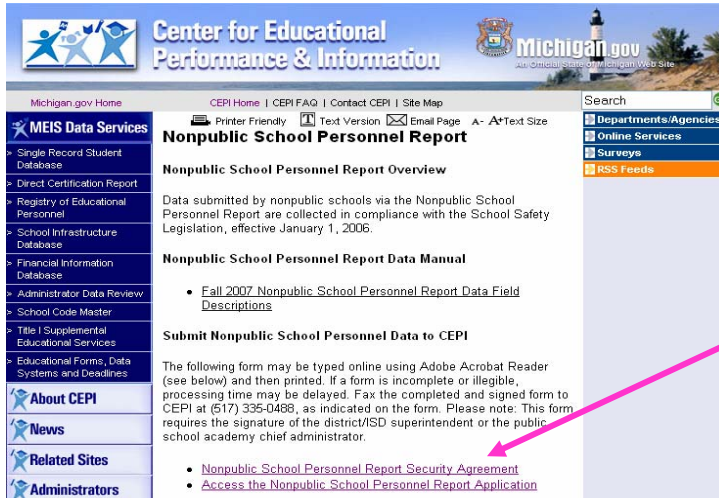 Center for Educational
Performance & Information
Michigan.gov
An Official State of Michigan Web Site
Michigan.gov Home
CEPI Home | CEPI FAQ | Contact CEPI | Site Map
Search
MEIS Data Services
Single Record Student
Database
Direct Certification Report
Registry of Educational
Personnel
School Infrastructure
Database
Financial Information
Database
Administrator Data Review
School Code Master
Title I Supplemental
Educational Services
Educational Forms, Data
Systems and Deadlines
About CEPI
News
Related Sites
Administrators
Printer Friendly T Text Version Email Page A- A+Text Size
Nonpublic School Personnel Report
Nonpublic School Personnel Report Overview
Data submitted by nonpublic schools via the Nonpublic School
Personnel Report are collected in compliance with the School Safety
Legislation, effective January 1, 2006.
Nonpublic School Personnel Report Data Manual
• Fall 2007 Nonpublic School Personnel Report Data Field
Descriptions
Submit Nonpublic School Personnel Data to CEPI
The following form may be typed online using Adobe Acrobat Reader
(see below) and then printed. If a form is incomplete or illegible,
processing time may be delayed. Fax the completed and signed form to
CEPI at (517) 335-0488, as indicated on the form. Please note: This form
requires the signature of the district/ISD superintendent or the public
school academy chief administrator.
• Nonpublic School Personnel Report Security Agreement
• Access the Nonpublic School Personnel Report Application
Departments/Agencies
Online Services
Surveys
RSS Feeds